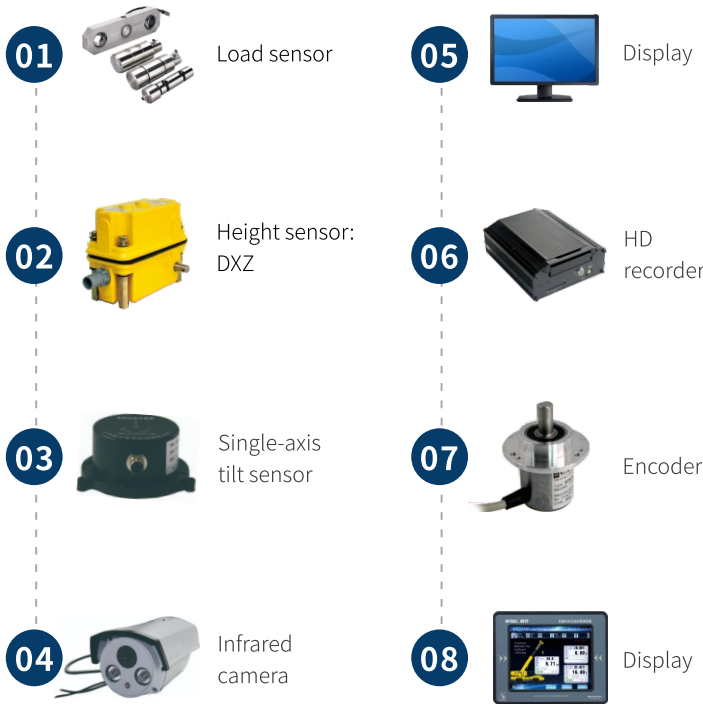 01
Load sensor
02
Height sensor:
DXZ
03
Single-axis
tilt sensor
04
Infrared
camera
05
Display
06
HD
recorder
07
Encoder
08
Display